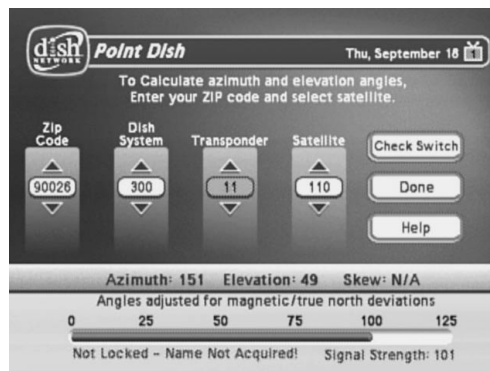 dish
NETWORK
Point Dish
Thu, September 16
1
To Calculate azimuth and elevation angles,
Enter your ZIP code and select satellite.
Zip Code
Dish System
Transponder
Satellite
90026
300
11
110
Check Switch
Done
Help
Azimuth: 151 Elevation: 49 Skew: N/A
Angles adjusted for magnetic/true north deviations
0 25 50 75 100 125
Not Locked - Name Not Acquired! Signal Strength: 101